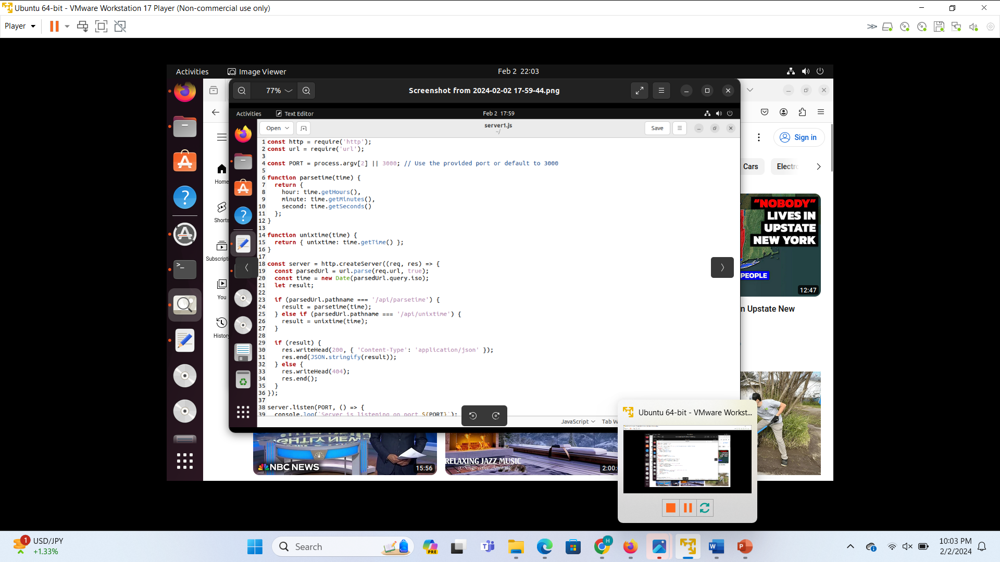 Ubuntu 64-bit - VMware Workstation 17 Player (Non-commercial use only)
Player
Activities
Image Viewer
Feb 2 22:03
77%
Screenshot from 2024-02-02 17-59-44.png
Activities
Text Editor
Feb 2 17:59
Open
server1.js
~/
Save
1 const http = require('http');
2 const url = require('url');
3
4 const PORT = process.argv[2] || 3000; // Use the provided port or default to 3000
5
6 function parsetime(time) {
7   return {
8     hour: time.getHours(),
9     minute: time.getMinutes(),
10     second: time.getSeconds()
11   };
12 }
13
14 function unixtime(time) {
15   return { unixtime: time.getTime() };
16 }
17
18 const server = http.createServer((req, res) => {
19   const parsedUrl = url.parse(req.url, true);
20   const time = new Date(parsedUrl.query.iso);
21   let result;
22
23   if (parsedUrl.pathname === '/api/parsetime') {
24     result = parsetime(time);
25   } else if (parsedUrl.pathname === '/api/unixtime') {
26     result = unixtime(time);
27   }
28
29   if (result) {
30     res.writeHead(200, { 'Content-Type': 'application/json' });
31     res.end(JSON.stringify(result));
32   } else {
33     res.writeHead(404);
34     res.end();
35   }
36 });
37
38 server.listen(PORT, () => {
39   console.log(`Server is listening on port ${PORT}`);
JavaScript
Tab W
Home
Shorts
Subscripti
You
History
Sign in
Cars
Electro
"NOBODY"
LIVES IN
UPSTATE
NEW YORK
PEOPLE
12:47
n Upstate New
NIGHTLY NEW
NBC NEWS
15:56
RELAXING JAZZ MUSIC
2:00:
Ubuntu 64-bit - VMware Workst...
1
USD/JPY
+1.33%
Search
PRE
H
10:03 PM
2/2/2024